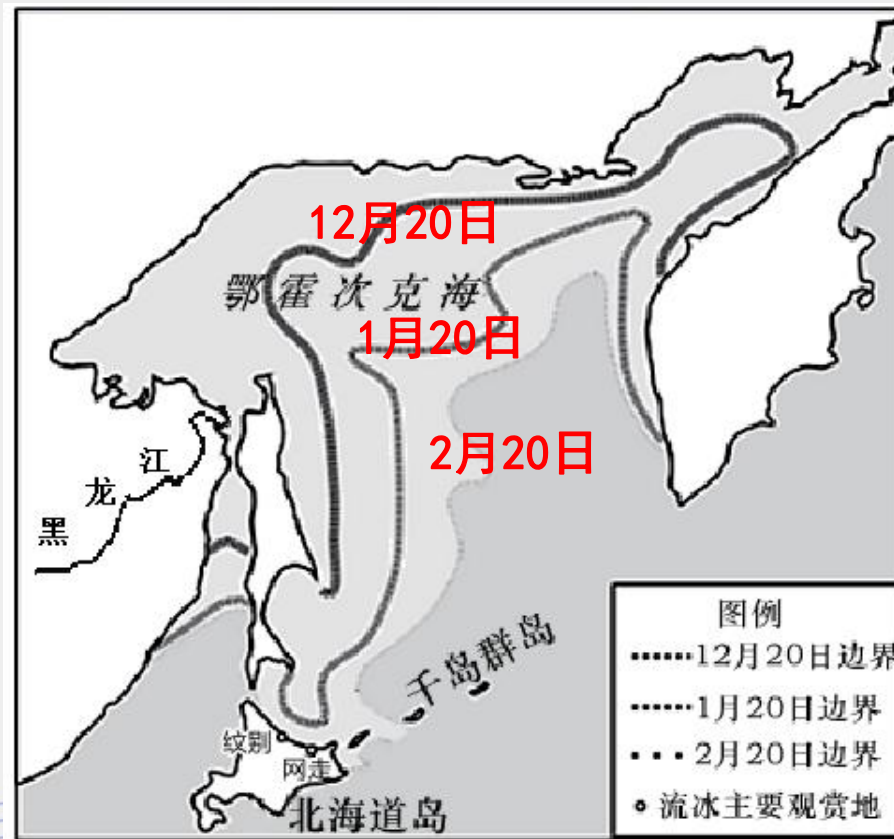 12月20日
鄂霍次克海
1月20日
2月20日
黑龙江
千岛群岛
纹别
网走
北海道岛
图例
12月20日边界
1月20日边界
2月20日边界
流冰主要观赏地